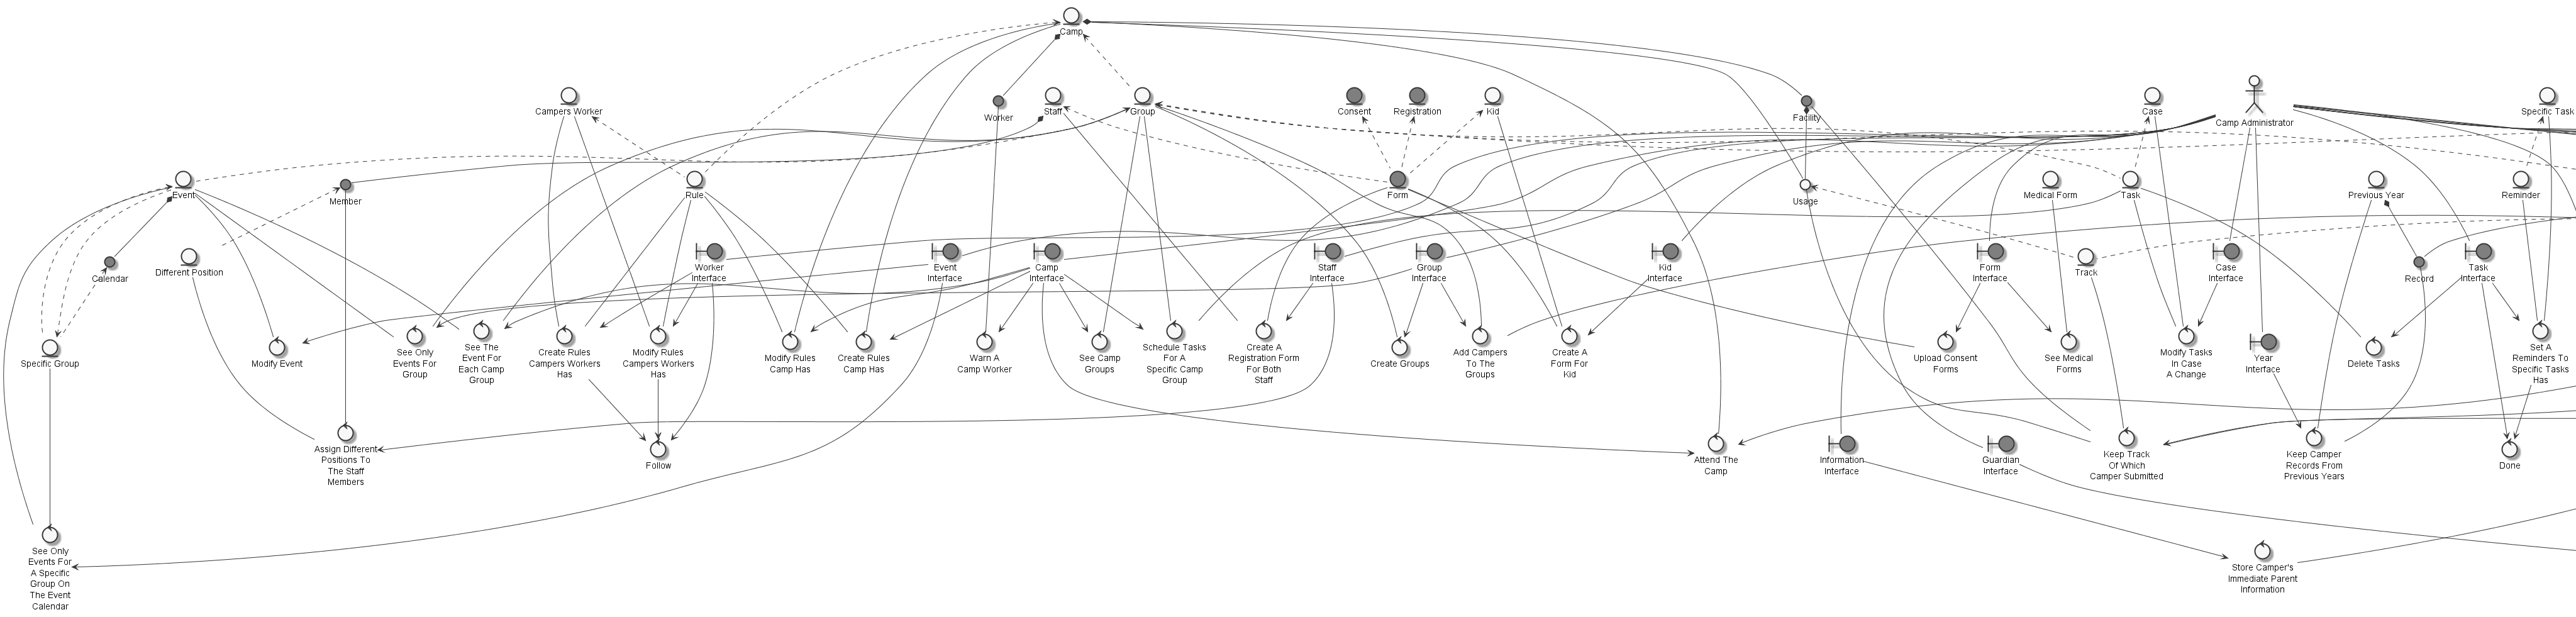 Camp
Campers Worker
Worker
Staff
Group
Consent
Registration
Kid
Facility
Case
Camp Administrator
Specific Task
Event
Member
Rule
Form
Usage
Medical Form
Task
Previous Year
Reminder
Calendar
Different Position
Worker
Interface
Event
Interface
Camp
Interface
Staff
Interface
Group
Interface
Kid
Interface
Form
Interface
Track
Case
Interface
Record
Task
Interface
Specific Group
Modify Event
See Only
Events For
Group
See The
Event For
Each Camp
Group
Create Rules
Campers Workers
Has
Modify Rules
Campers Workers
Has
Modify Rules
Camp Has
Create Rules
Camp Has
Warn A
Camp Worker
See Camp
Groups
Schedule Tasks
For A
Specific Camp
Group
Create A
Registration Form
For Both
Staff
Create Groups
Add Campers
To The
Groups
Create A
Form For
Kid
Upload Consent
Forms
See Medical
Forms
Modify Tasks
In Case
A Change
Year
Interface
Delete Tasks
Set A
Reminders To
Specific Tasks
Has
Assign Different
Positions To
The Staff
Members
Follow
Attend The
Camp
Information
Interface
Guardian
Interface
Keep Track
Of Which
Camper Submitted
Keep Camper
Records From
Previous Years
Done
See Only
Events For
A Specific
Group On
The Event
Calendar
Store Camper's
Immediate Parent
Information